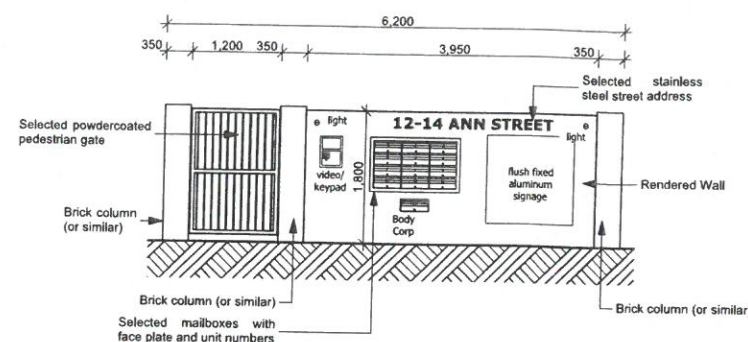 6,200
350
1,200
350
3,950
350
Selected stainless
steel street address
Selected powdercoated
pedestrian gate
light
12-14 ANN STREET
light
video/
keypad
1,800
flush fixed
aluminum
signage
Rendered Wall
Body
Corp
Brick column
(or similar)
Brick column (or similar)
Brick column (or similar
Selected mailboxes with
face plate and unit numbers